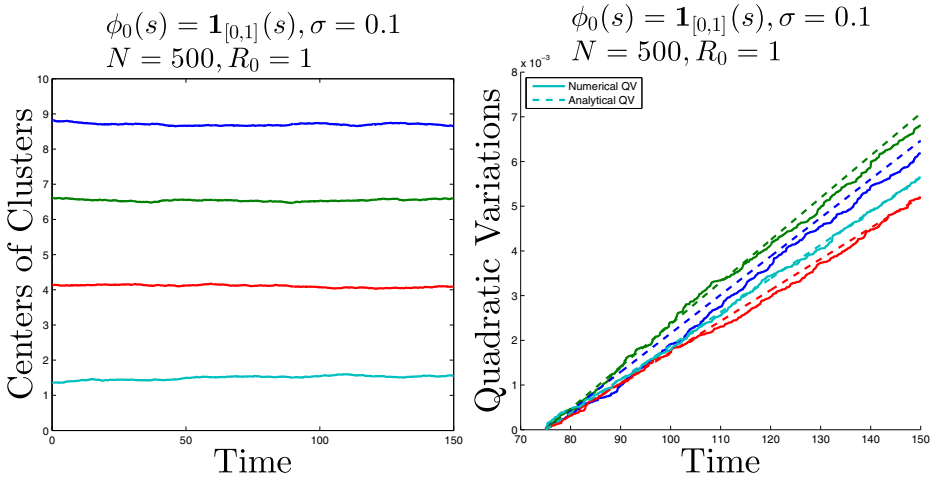 ϕ₀(s) = 𝟏_{[0,1]}(s), σ = 0.1
N = 500, R₀ = 1
Centers of Clusters
10
9
8
7
6
5
4
3
2
1
0
0 50 100 150
Time
ϕ₀(s) = 𝟏_{[0,1]}(s), σ = 0.1
N = 500, R₀ = 1
x 10⁻³
Quadratic Variations
8
7
6
5
4
3
2
1
0
Numerical QV
Analytical QV
70 80 90 100 110 120 130 140 150
Time